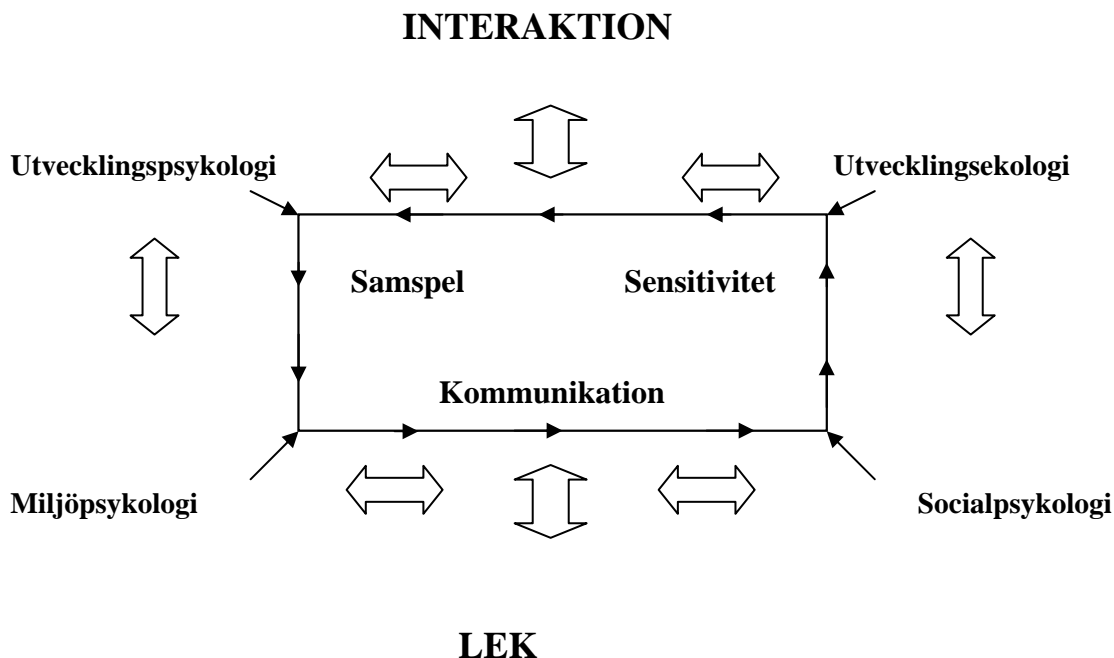 INTERAKTION
Utvecklingspsykologi
Utvecklingsekologi
Samspel
Sensitivitet
Kommunikation
Miljöpsykologi
Socialpsykologi
LEK